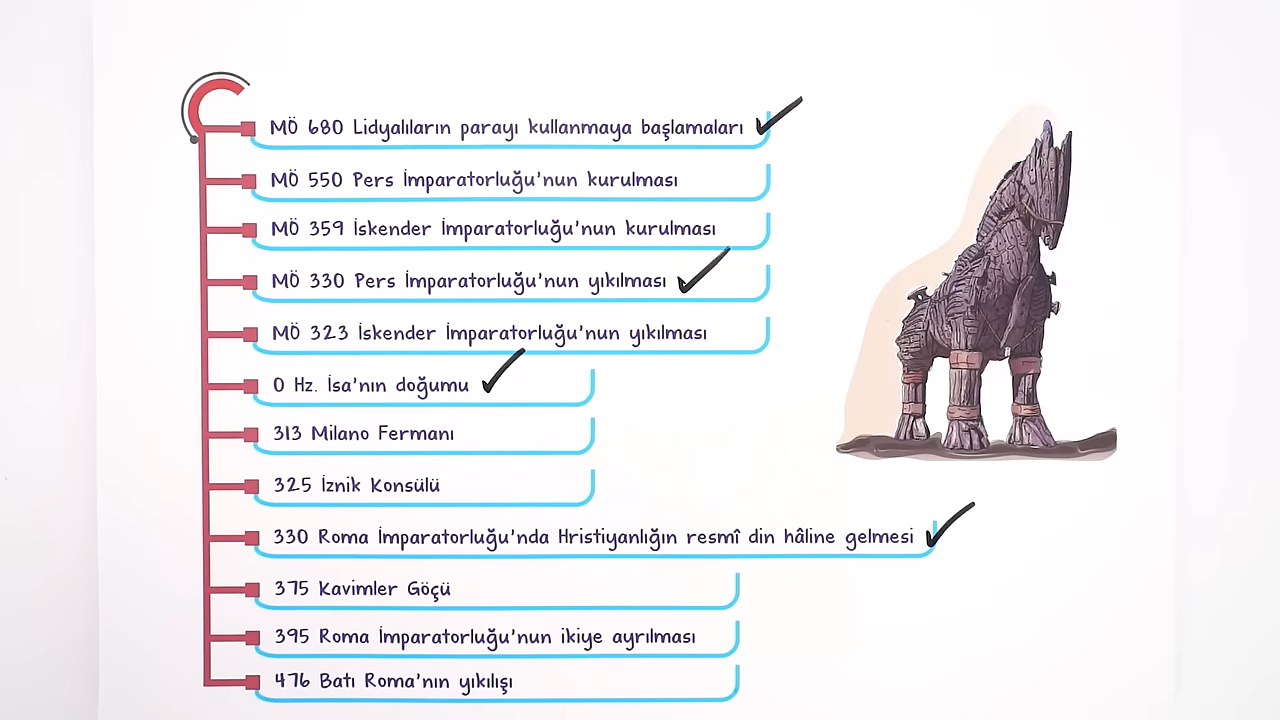 MÖ 680 Lidyalıların parayı kullanmaya başlamaları
MÖ 550 Pers İmparatorluğu'nun kurulması
MÖ 359 İskender İmparatorluğu'nun kurulması
MÖ 330 Pers İmparatorluğu'nun yıkılması
MÖ 323 İskender İmparatorluğu'nun yıkılması
0 Hz. İsa'nın doğumu
313 Milano Fermanı
325 İznik Konsülü
330 Roma İmparatorluğu'nda Hristiyanlığın resmî din hâline gelmesi
375 Kavimler Göçü
395 Roma İmparatorluğu'nun ikiye ayrılması
476 Batı Roma'nın yıkılışı